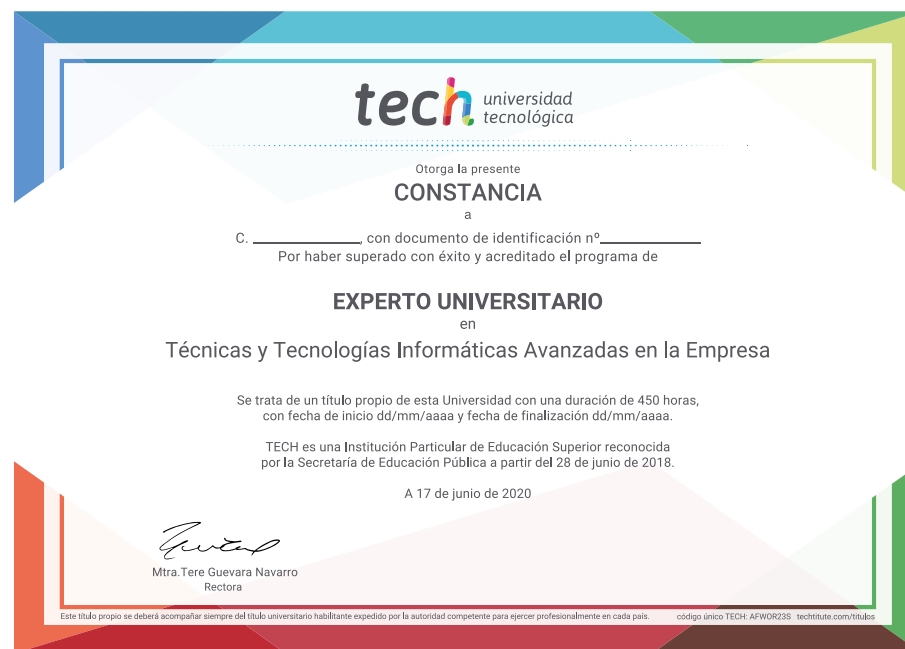 tech universidad
tecnológica
Otorga la presente
CONSTANCIA
a
C. ____________, con documento de identificación nº____________
Por haber superado con éxito y acreditado el programa de
EXPERTO UNIVERSITARIO
en
Técnicas y Tecnologías Informáticas Avanzadas en la Empresa
Se trata de un título propio de esta Universidad con una duración de 450 horas,
con fecha de inicio dd/mm/aaaa y fecha de finalización dd/mm/aaaa.
TECH es una Institución Particular de Educación Superior reconocida
por la Secretaría de Educación Pública a partir del 28 de junio de 2018.
A 17 de junio de 2020
Mtra.Tere Guevara Navarro
Rectora
Este título propio se deberá acompañar siempre del título universitario habilitante expedido por la autoridad competente para ejercer profesionalmente en cada país. código único TECH: AFWOR23S techtitute.com/titulos